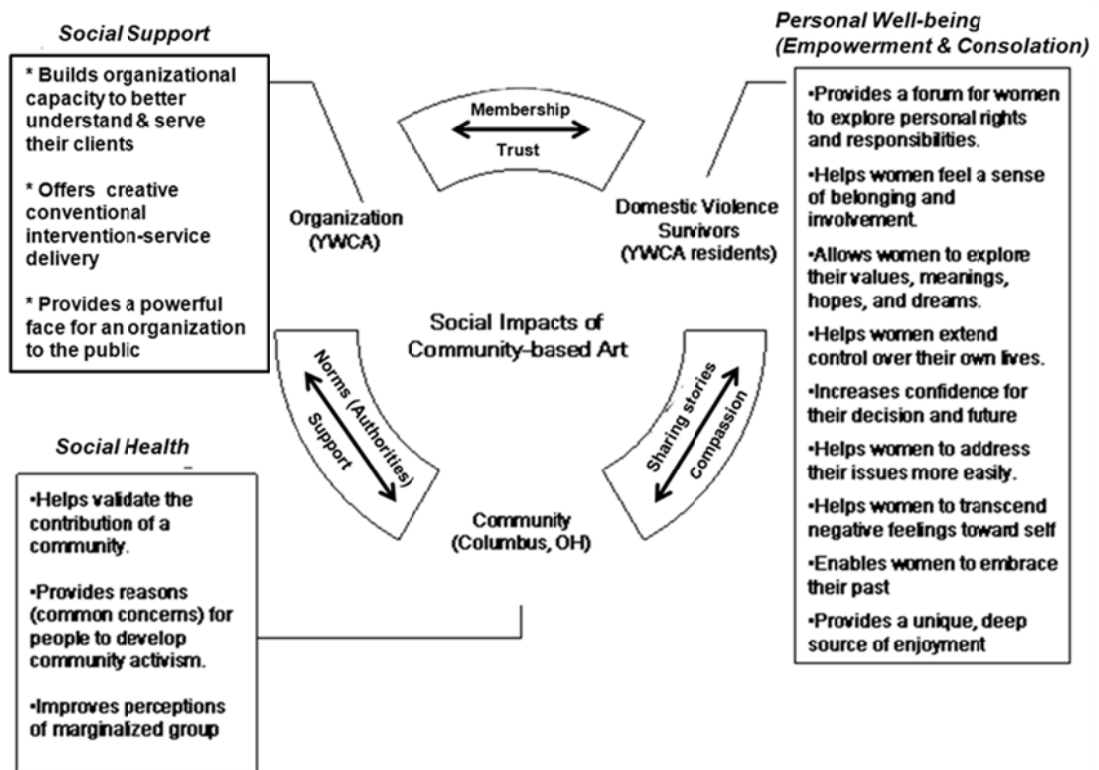 Social Support
* Builds organizational
capacity to better
understand & serve
their clients
* Offers creative
conventional
intervention-service
delivery
* Provides a powerful
face for an organization
to the public
Personal Well-being
(Empowerment & Consolation)
•Provides a forum for women
to explore personal rights
and responsibilities.
•Helps women feel a sense
of belonging and
involvement.
•Allows women to explore
their values, meanings,
hopes, and dreams.
•Helps women extend
control over their own lives.
•Increases confidence for
their decision and future
•Helps women to address
their issues more easily.
•Helps women to transcend
negative feelings toward self
•Enables women to embrace
their past
•Provides a unique, deep
source of enjoyment
Membership
Trust
Organization
(YWCA)
Domestic Violence
Survivors
(YWCA residents)
Social Impacts of
Community-based Art
Norms (Authorities)
Support
Sharing stories
Compassion
Community
(Columbus, OH)
Social Health
•Helps validate the
contribution of a
community.
•Provides reasons
(common concerns) for
people to develop
community activism.
•Improves perceptions
of marginalized group